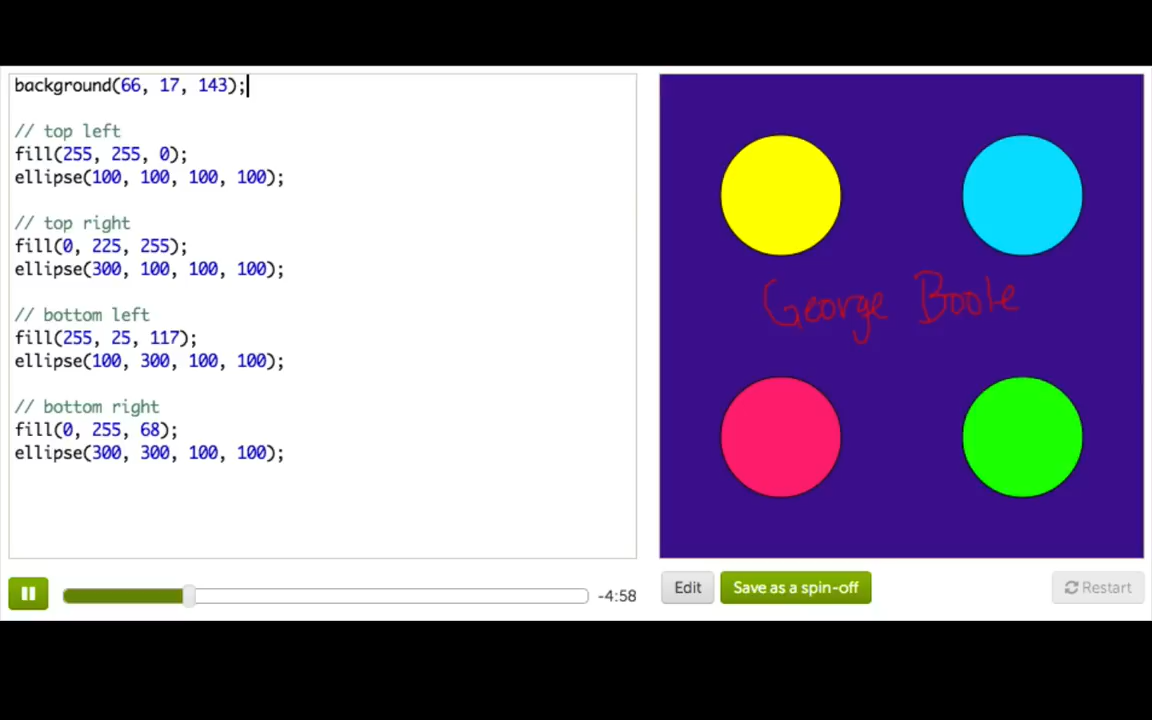 background(66, 17, 143);
// top left
fill(255, 255, 0);
ellipse(100, 100, 100, 100);
// top right
fill(0, 225, 255);
ellipse(300, 100, 100, 100);
// bottom left
fill(255, 25, 117);
ellipse(100, 300, 100, 100);
// bottom right
fill(0, 255, 68);
ellipse(300, 300, 100, 100);
George Boole
-4:58
Edit
Save as a spin-off
Restart